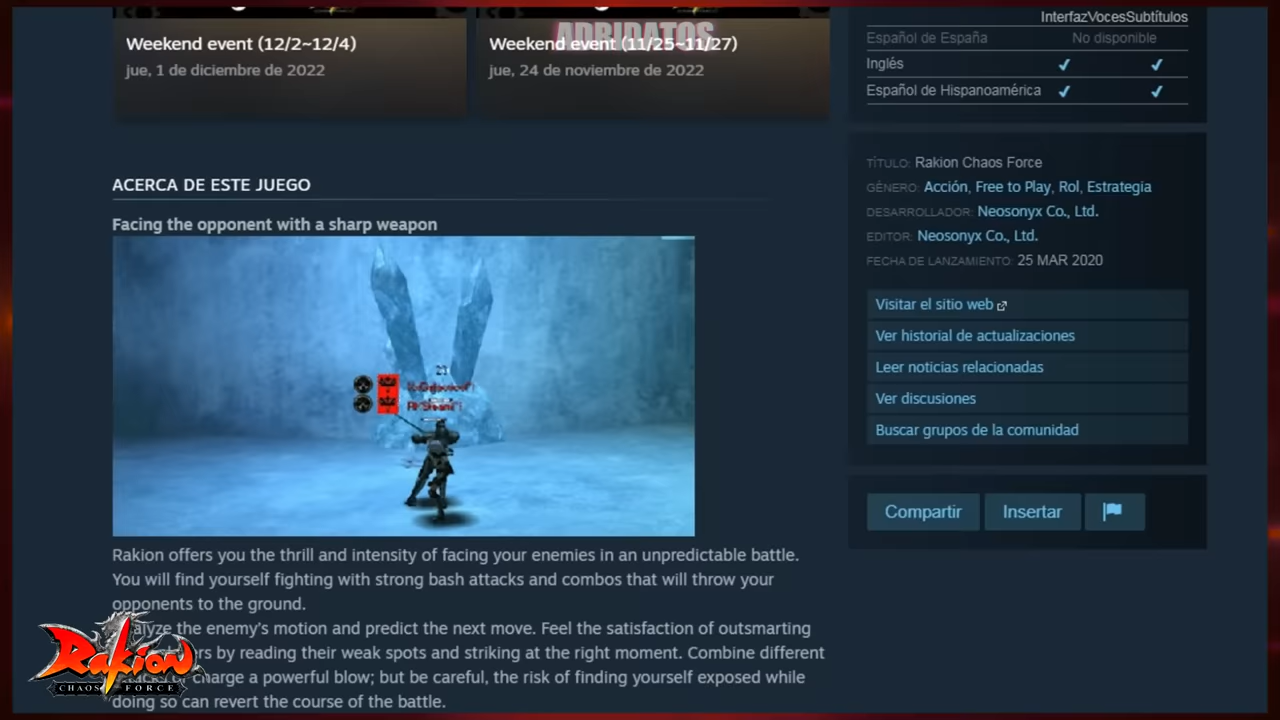 InterfazVocesSubtítulos
ADRIDATOS
Weekend event (12/2~12/4)
jue, 1 de diciembre de 2022
Weekend event (11/25~11/27)
jue, 24 de noviembre de 2022
Español de España No disponible
Inglés ✔ ✔
Español de Hispanoamérica ✔ ✔
ACERCA DE ESTE JUEGO
Facing the opponent with a sharp weapon
23
Rakion offers you the thrill and intensity of facing your enemies in an unpredictable battle.
You will find yourself fighting with strong bash attacks and combos that will throw your
opponents to the ground.
alyze the enemy's motion and predict the next move. Feel the satisfaction of outsmarting
ers by reading their weak spots and striking at the right moment. Combine different
charge a powerful blow; but be careful, the risk of finding yourself exposed while
doing so can revert the course of the battle.
Rakion
CHAOS FORCE
TÍTULO: Rakion Chaos Force
GÉNERO: Acción, Free to Play, Rol, Estrategia
DESARROLLADOR: Neosonyx Co., Ltd.
EDITOR: Neosonyx Co., Ltd.
FECHA DE LANZAMIENTO: 25 MAR 2020
Visitar el sitio web
Ver historial de actualizaciones
Leer noticias relacionadas
Ver discusiones
Buscar grupos de la comunidad
Compartir
Insertar